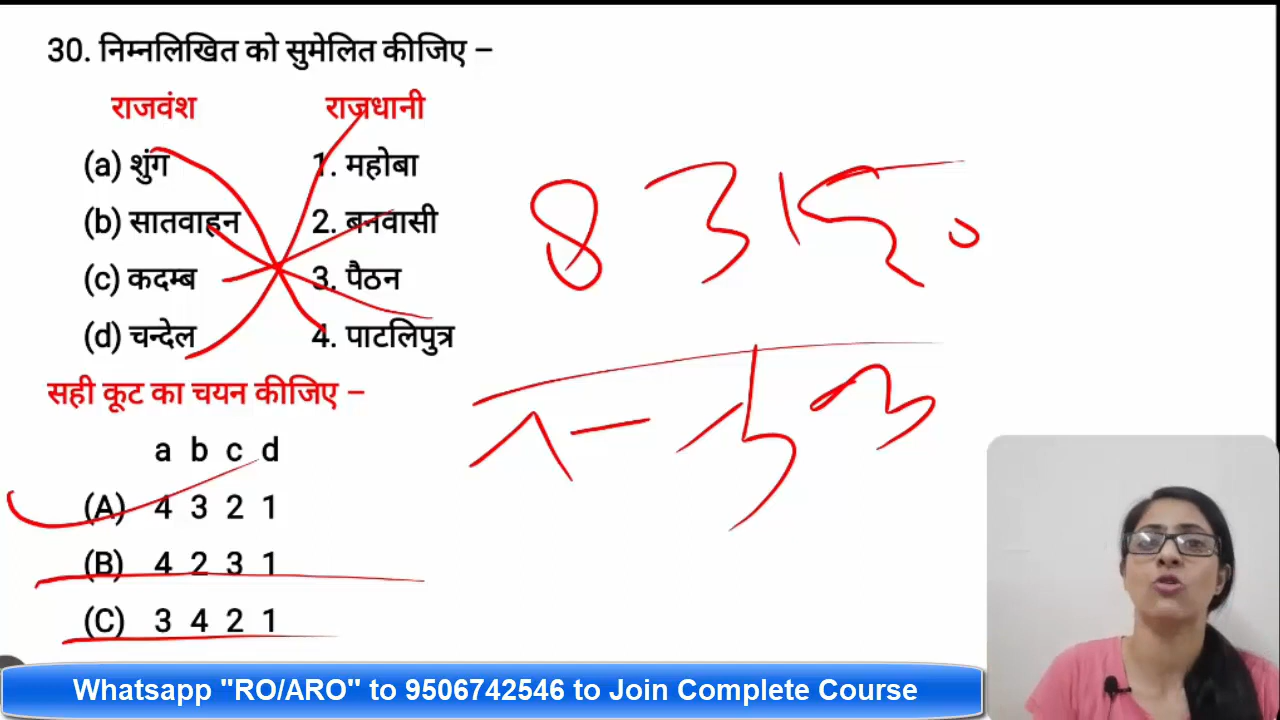 30. निम्नलिखित को सुमेलित कीजिए –
राजवंश राजधानी
(a) शुंग 1. महोबा
(b) सातवाहन 2. बनवासी
(c) कदम्ब 3. पैठन
(d) चन्देल 4. पाटलिपुत्र
सही कूट का चयन कीजिए –
a b c d
(A) 4 3 2 1
(B) 4 2 3 1
(C) 3 4 2 1
Whatsapp "RO/ARO" to 9506742546 to Join Complete Course